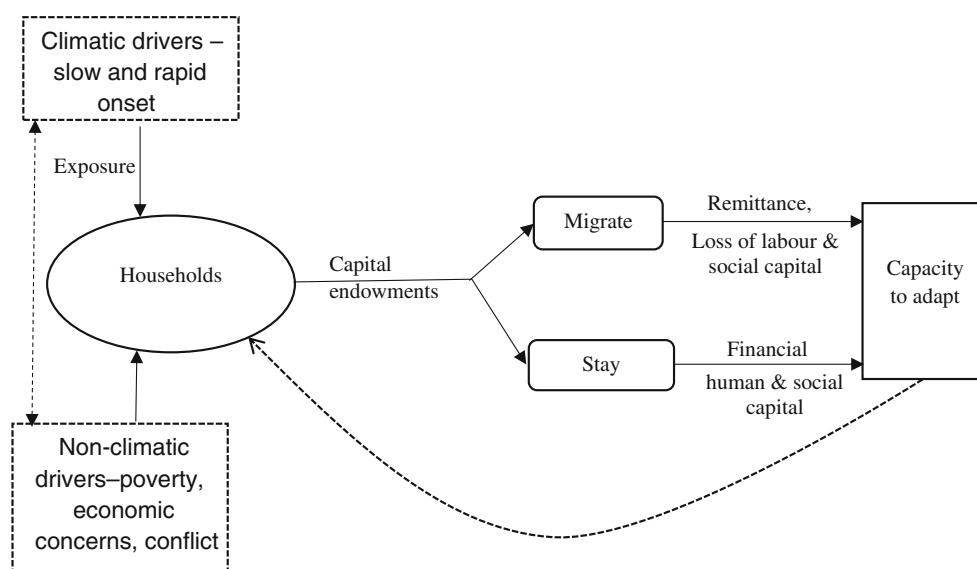 Climatic drivers –
slow and rapid
onset
Exposure
Households
Capital
endowments
Migrate
Remittance,
Loss of labour &
social capital
Stay
Financial
human & social
capital
Capacity
to adapt
Non-climatic
drivers–poverty,
economic
concerns, conflict